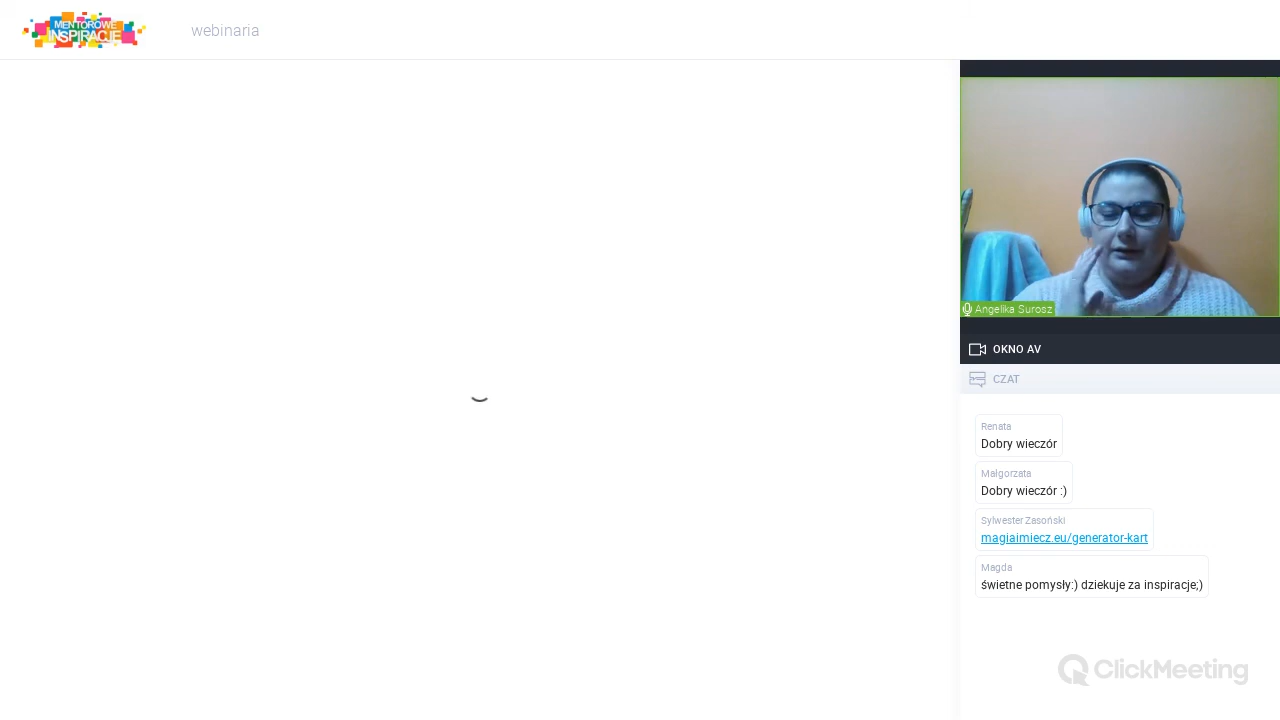 MENTOROWE
INSPIRACJE
webinaria
Angelika Surosz
OKNO AV
CZAT
Renata
Dobry wieczór
Małgorzata
Dobry wieczór :)
Sylwester Zasoński
magiaimiecz.eu/generator-kart
Magda
świetne pomysły:) dziekuje za inspiracje;)
ClickMeeting